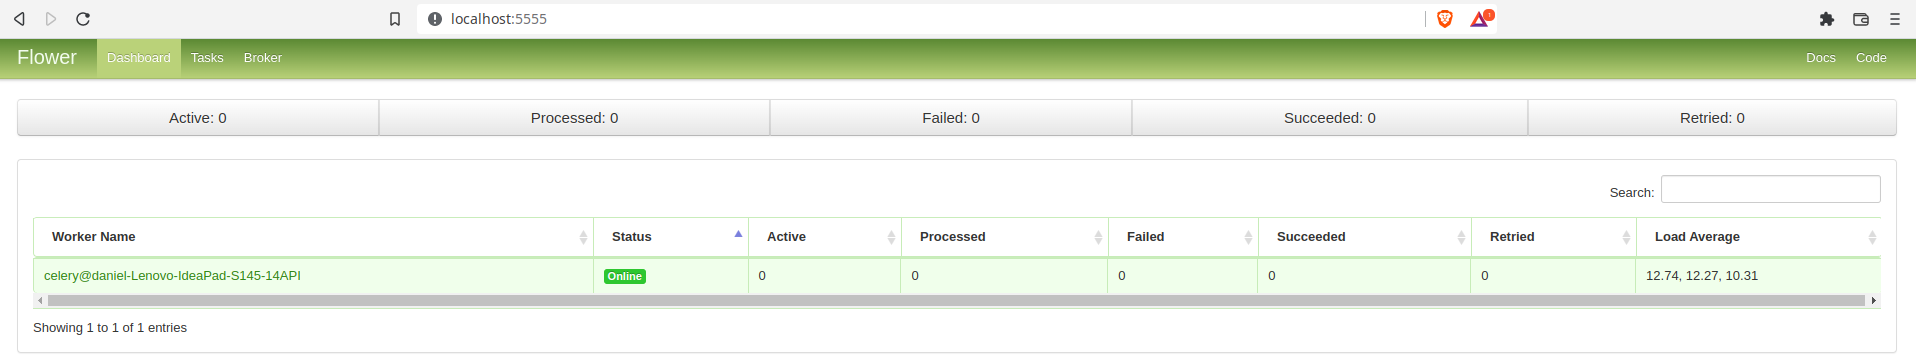 localhost:5555
Flower Dashboard Tasks Broker Docs Code
Active: 0 Processed: 0 Failed: 0 Succeeded: 0 Retried: 0
Search:
Worker Name Status Active Processed Failed Succeeded Retried Load Average
celery@daniel-Lenovo-IdeaPad-S145-14API Online 0 0 0 0 0 12.74, 12.27, 10.31
Showing 1 to 1 of 1 entries